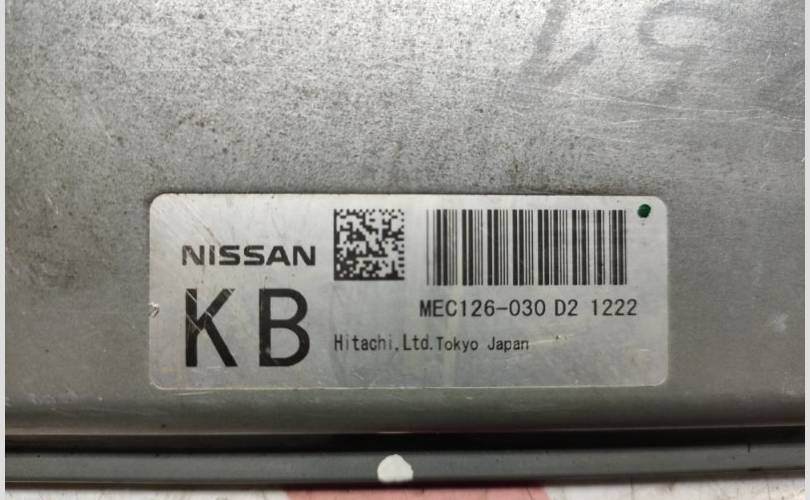 NISSAN
KB
MEC126-030 D2 1222
Hitachi,Ltd.Tokyo Japan